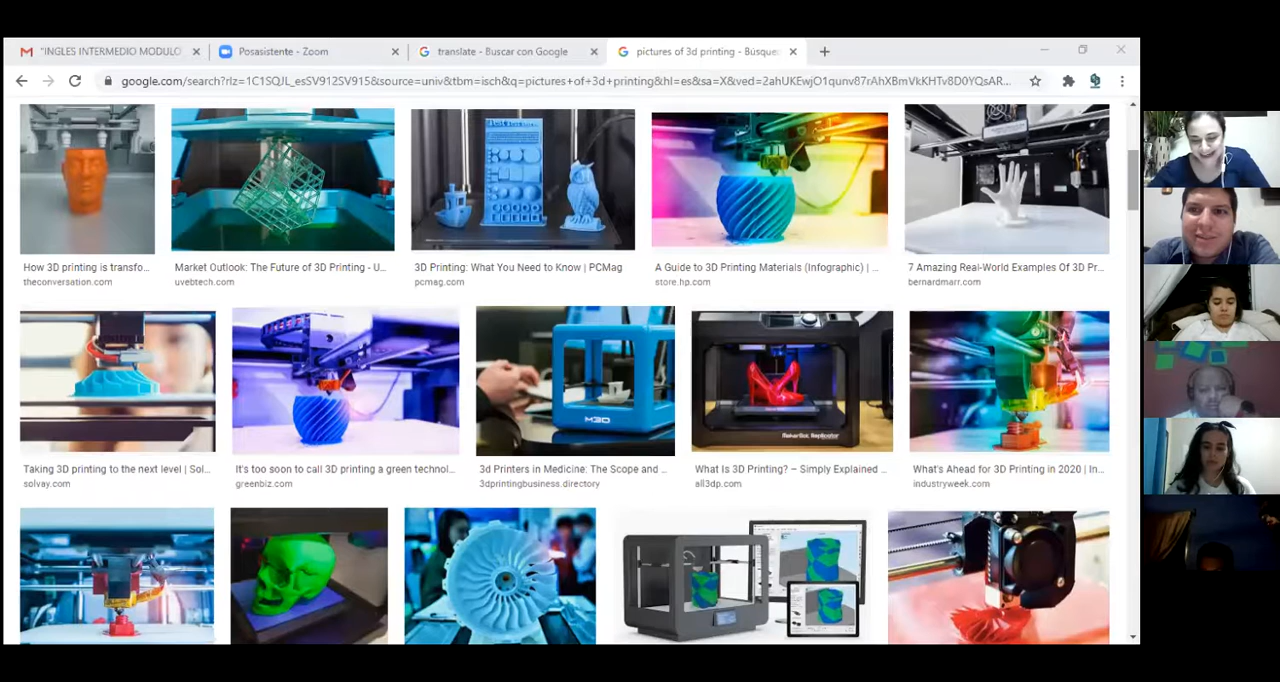 "INGLES INTERMEDIO MODULO
Posasistente - Zoom
translate - Buscar con Google
pictures of 3d printing - Búsque
google.com/search?rlz=1C1SQJL_esSV912SV915&source=univ&tbm=isch&q=pictures+of+3d+printing&hl=es&sa=X&ved=2ahUKEwjO1qunv87rAhXBmVkKHTv8D0YQsAR...
How 3D printing is transfo...
theconversation.com
Market Outlook: The Future of 3D Printing - U...
uvebtech.com
3D Printing: What You Need to Know | PCMag
pcmag.com
A Guide to 3D Printing Materials (Infographic) | ...
store.hp.com
7 Amazing Real-World Examples Of 3D Pr...
bernardmarr.com
M3D
MakerBot Replicator
Taking 3D printing to the next level | Sol...
solvay.com
It's too soon to call 3D printing a green technol...
greenbiz.com
3d Printers in Medicine: The Scope and ...
3dprintingbusiness.directory
What Is 3D Printing? – Simply Explained ...
all3dp.com
What's Ahead for 3D Printing in 2020 | In...
industryweek.com